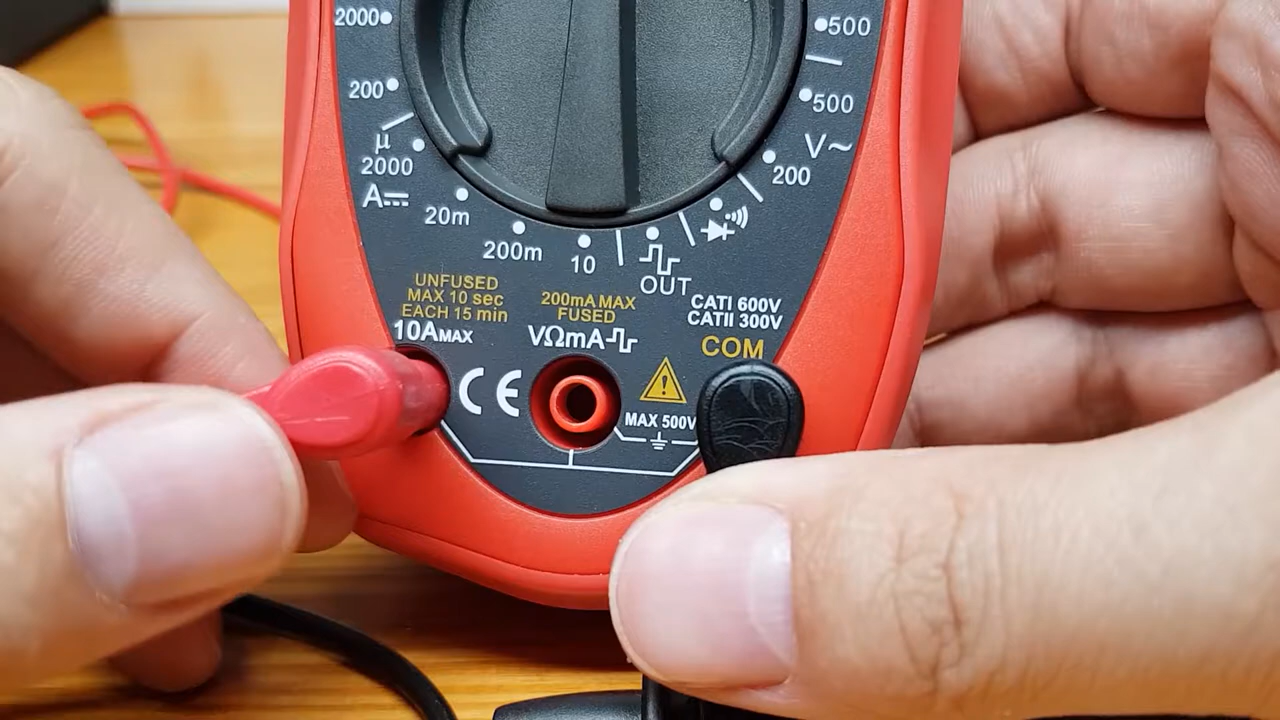 2000
500
200
500
µ
2000
V~
200
A⎓
20m
200m
10
OUT
UNFUSED
MAX 10 sec
EACH 15 min
10AMAX
200mA MAX
FUSED
VΩmA
CATI 600V
CATII 300V
COM
CE
!
MAX 500V